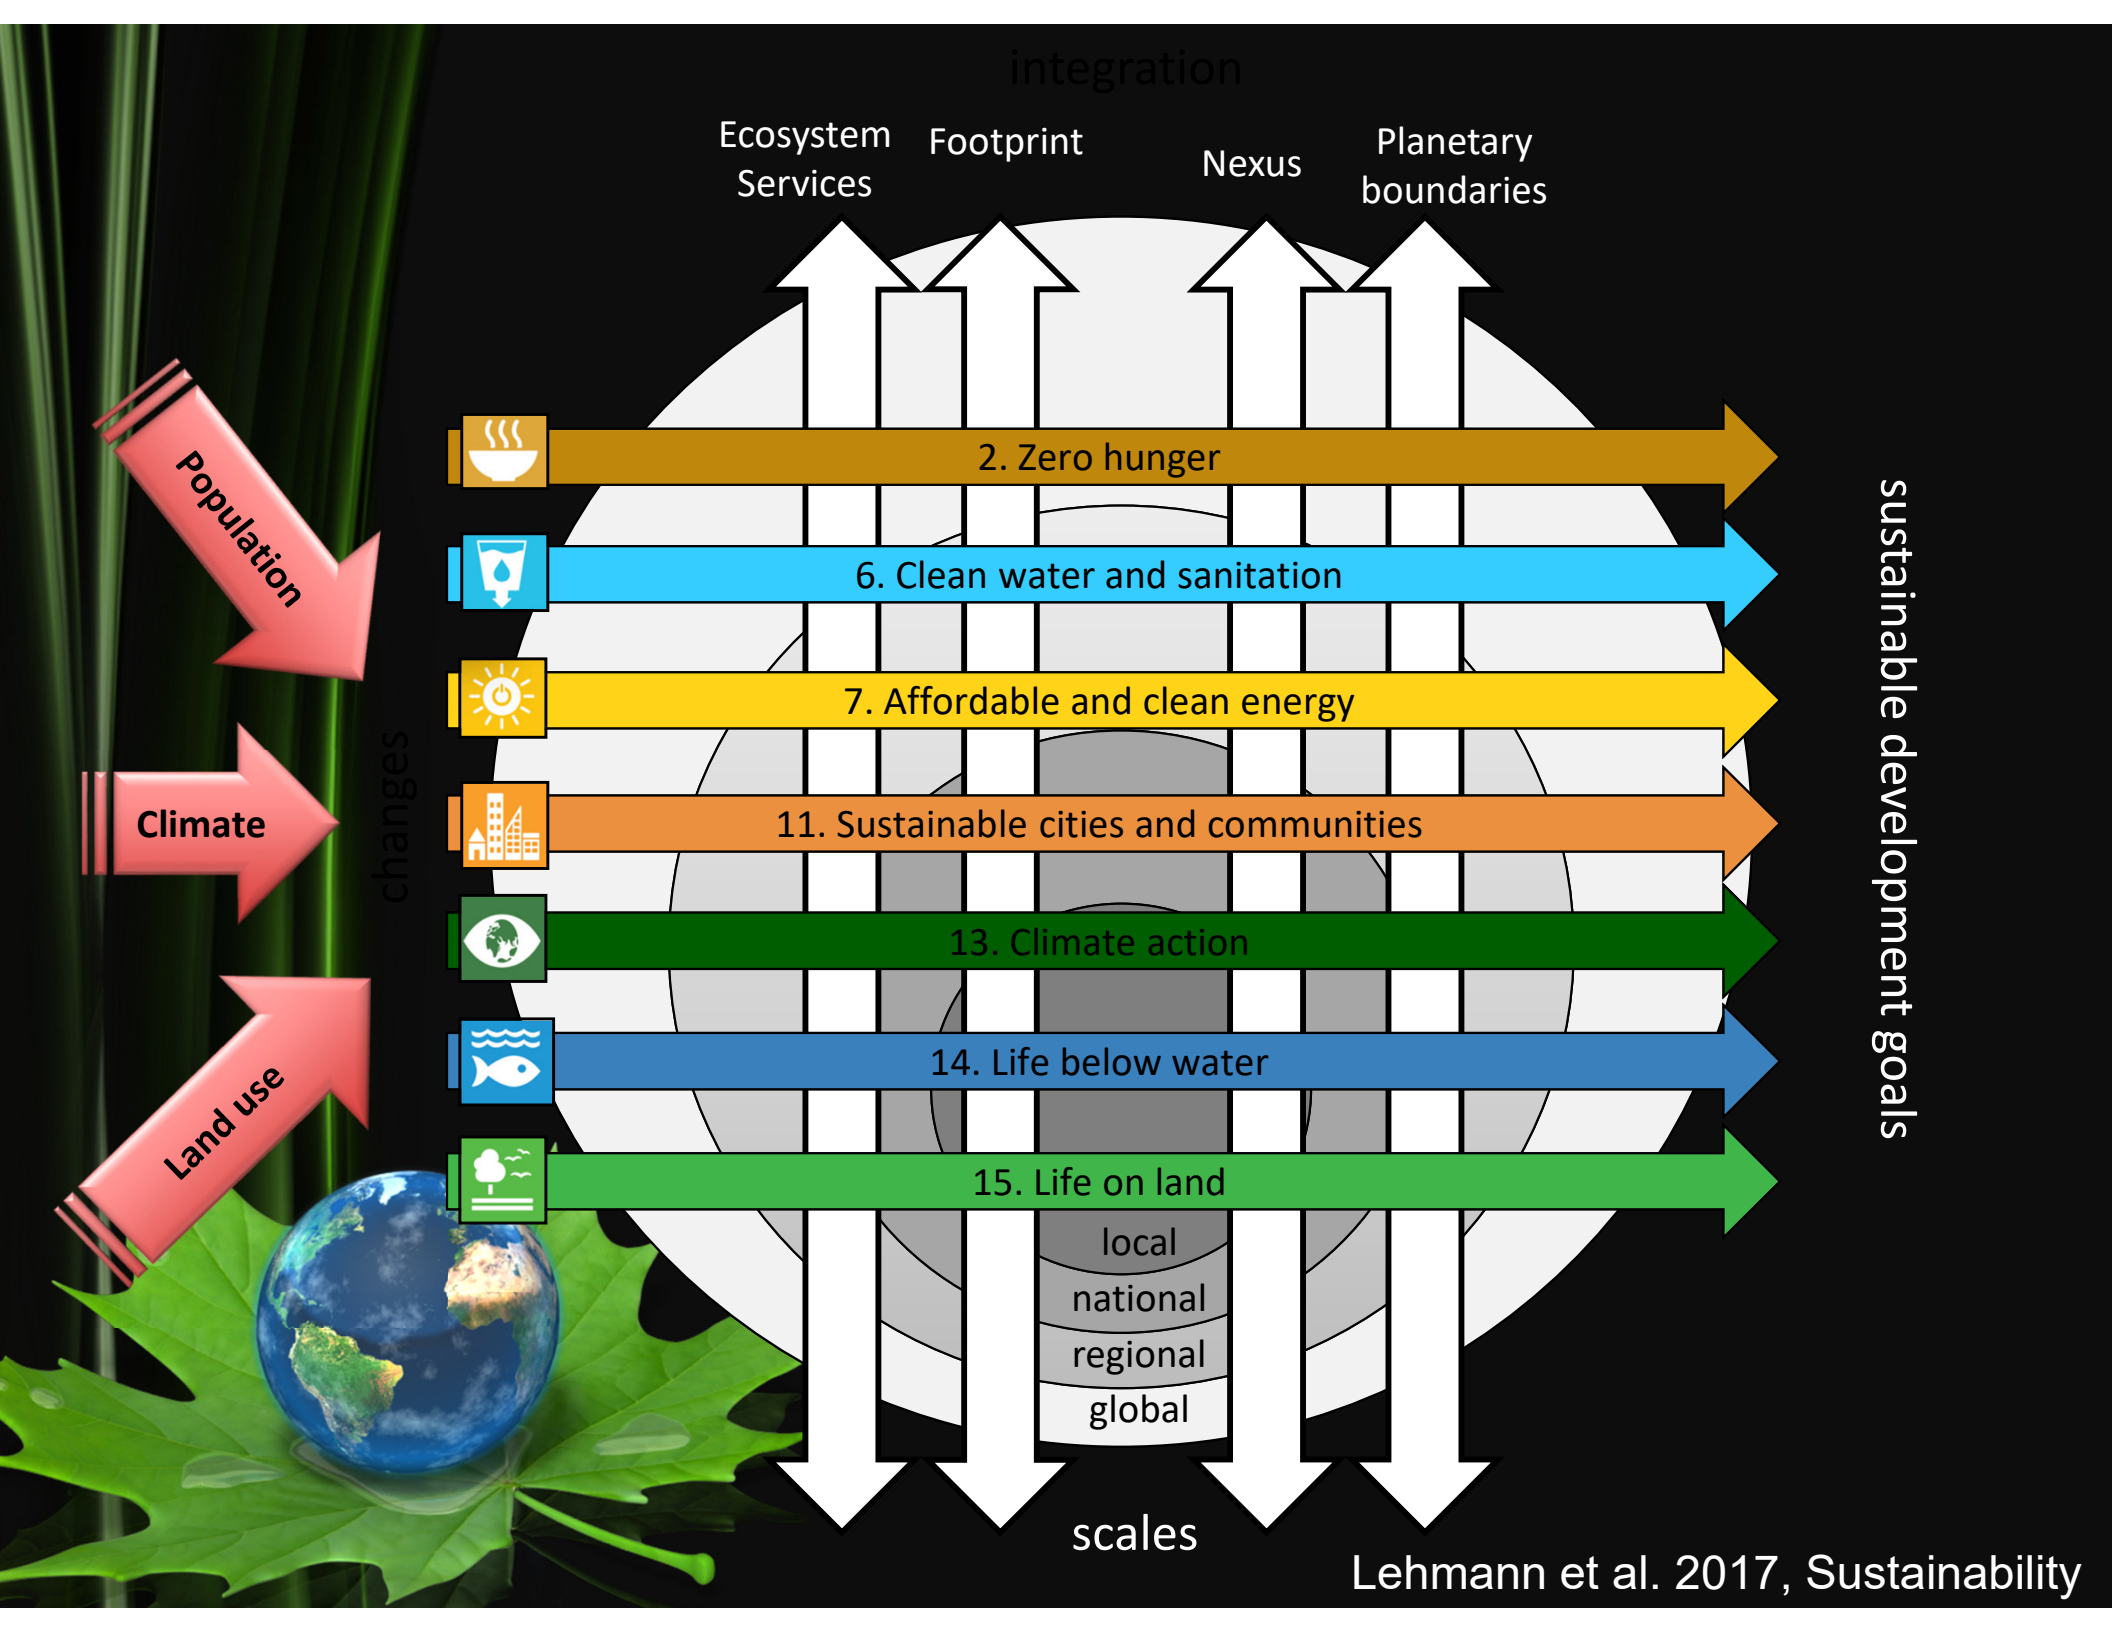 integration
Ecosystem
Services
Footprint
Nexus
Planetary
boundaries
Population
Climate
Land use
changes
2. Zero hunger
6. Clean water and sanitation
7. Affordable and clean energy
11. Sustainable cities and communities
13. Climate action
14. Life below water
15. Life on land
sustainable development goals
local
national
regional
global
scales
Lehmann et al. 2017, Sustainability